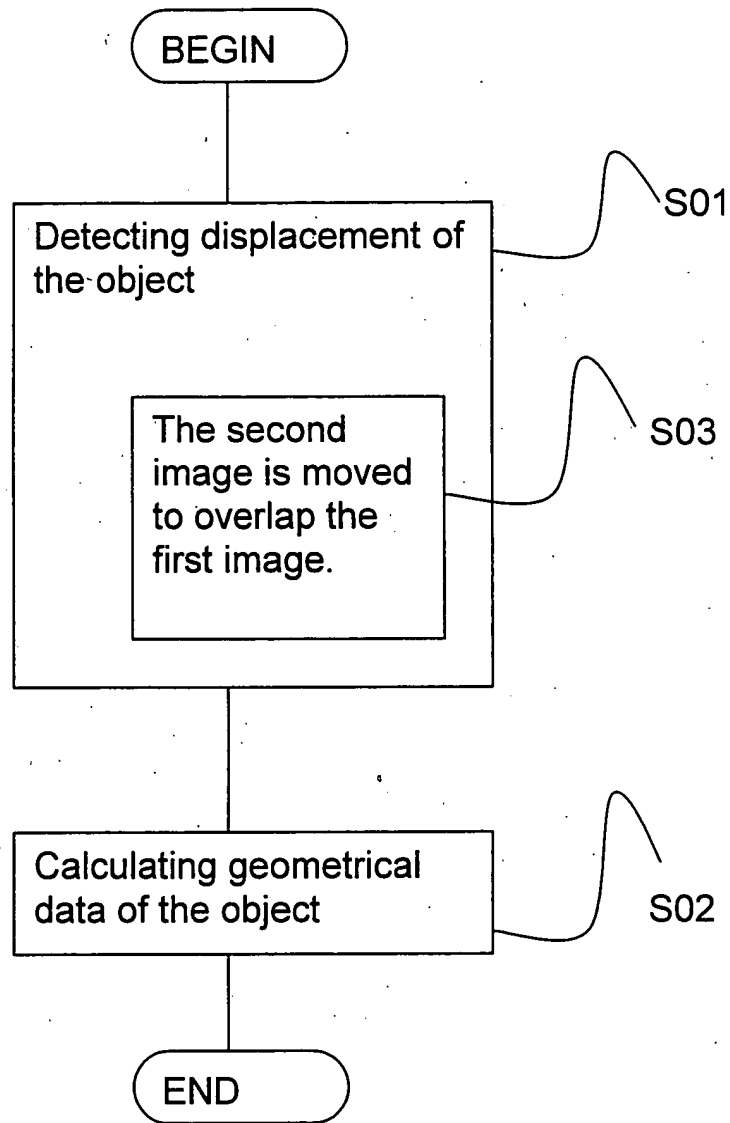 BEGIN
S01
Detecting displacement of
the object
The second
image is moved
to overlap the
first image.
S03
Calculating geometrical
data of the object
S02
END